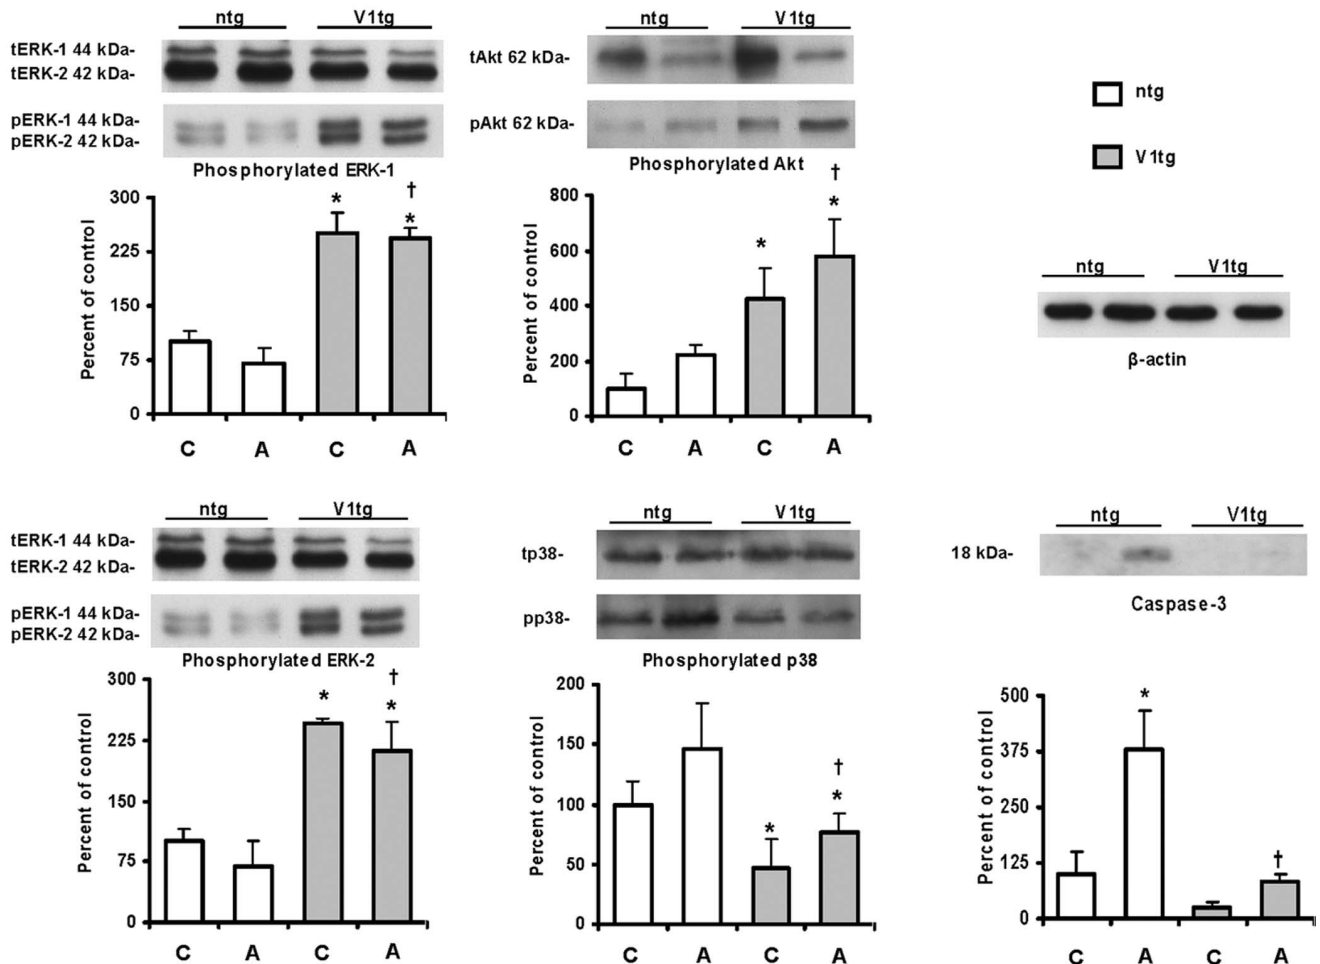 ntg V1tg
tERK-1 44 kDa-
tERK-2 42 kDa-
pERK-1 44 kDa-
pERK-2 42 kDa-
Phosphorylated ERK-1
Percent of control
300
225
150
75
0
*
†
*
C A C A
ntg V1tg
tAkt 62 kDa-
pAkt 62 kDa-
Phosphorylated Akt
Percent of control
800
600
400
200
0
*
†
*
C A C A
ntg
V1tg
ntg V1tg
β-actin
ntg V1tg
tERK-1 44 kDa-
tERK-2 42 kDa-
pERK-1 44 kDa-
pERK-2 42 kDa-
Phosphorylated ERK-2
Percent of control
300
225
150
75
0
*
†
*
C A C A
ntg V1tg
tp38-
pp38-
Phosphorylated p38
Percent of control
200
150
100
50
0
*
†
*
C A C A
ntg V1tg
18 kDa-
Caspase-3
Percent of control
500
375
250
125
0
*
†
C A C A